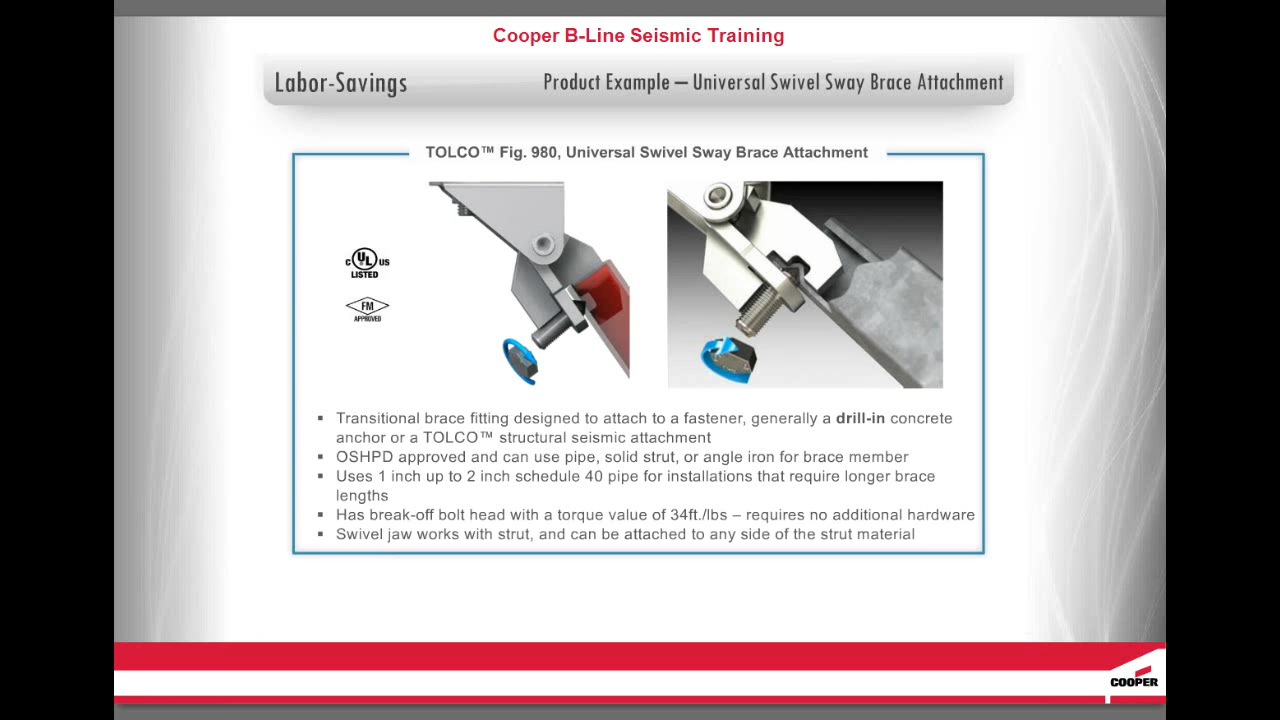 Cooper B-Line Seismic Training
Labor-Savings
Product Example — Universal Swivel Sway Brace Attachment
TOLCO™ Fig. 980, Universal Swivel Sway Brace Attachment
C UL US
LISTED
FM
APPROVED
▪ Transitional brace fitting designed to attach to a fastener, generally a drill-in concrete
anchor or a TOLCO™ structural seismic attachment
▪ OSHPD approved and can use pipe, solid strut, or angle iron for brace member
▪ Uses 1 inch up to 2 inch schedule 40 pipe for installations that require longer brace
lengths
▪ Has break-off bolt head with a torque value of 34ft./lbs – requires no additional hardware
▪ Swivel jaw works with strut, and can be attached to any side of the strut material
COOPER